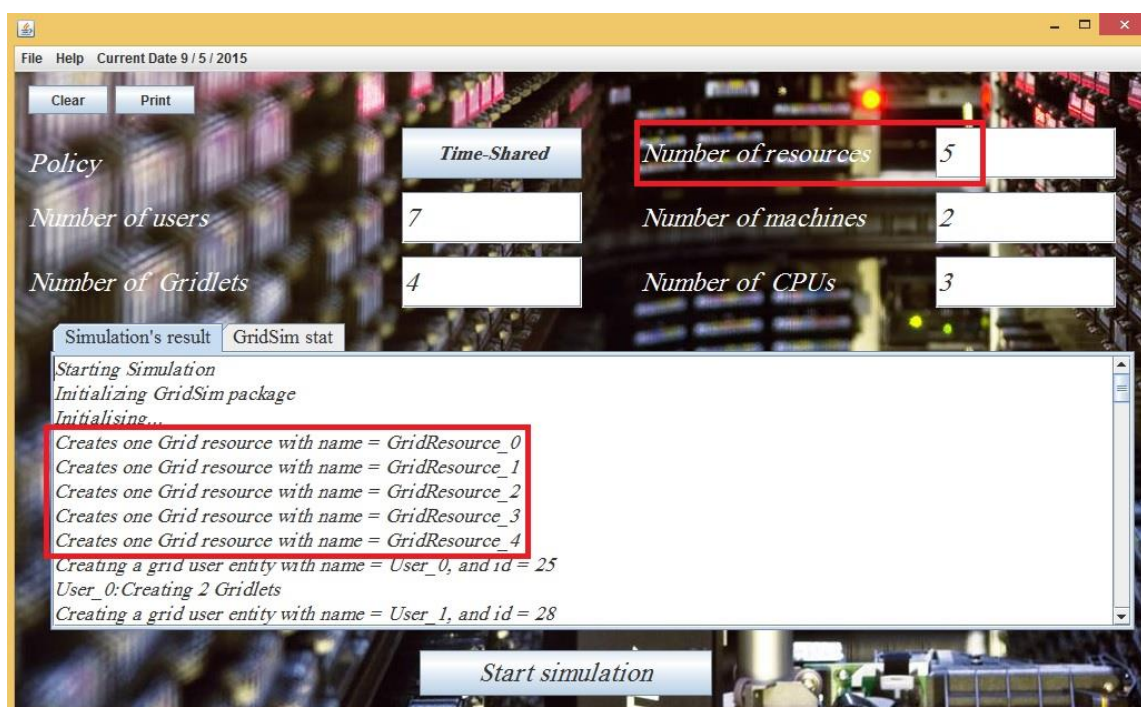 File Help Current Date 9 / 5 / 2015
Clear Print
Policy Time-Shared Number of resources 5
Number of users 7 Number of machines 2
Number of Gridlets 4 Number of CPUs 3
Simulation's result GridSim stat
Starting Simulation
Initializing GridSim package
Initialising...
Creates one Grid resource with name = GridResource_0
Creates one Grid resource with name = GridResource_1
Creates one Grid resource with name = GridResource_2
Creates one Grid resource with name = GridResource_3
Creates one Grid resource with name = GridResource_4
Creating a grid user entity with name = User_0, and id = 25
User_0:Creating 2 Gridlets
Creating a grid user entity with name = User_1, and id = 28
Start simulation